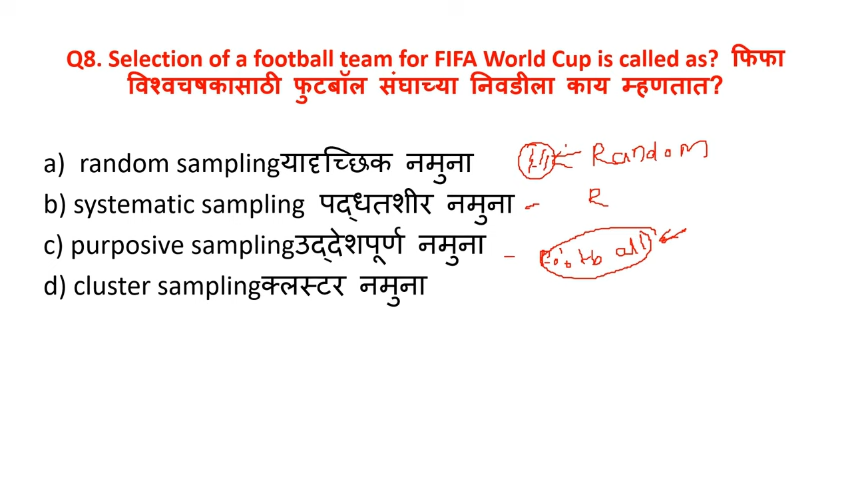 Q8. Selection of a football team for FIFA World Cup is called as? फिफा
विश्वचषकासाठी फुटबॉल संघाच्या निवडीला काय म्हणतात?
a) random samplingयादृच्छिक नमुना Random
b) systematic sampling पद्धतशीर नमुना - R
c) purposive samplingउद्देशपूर्ण नमुना - Football
d) cluster samplingक्लस्टर नमुना